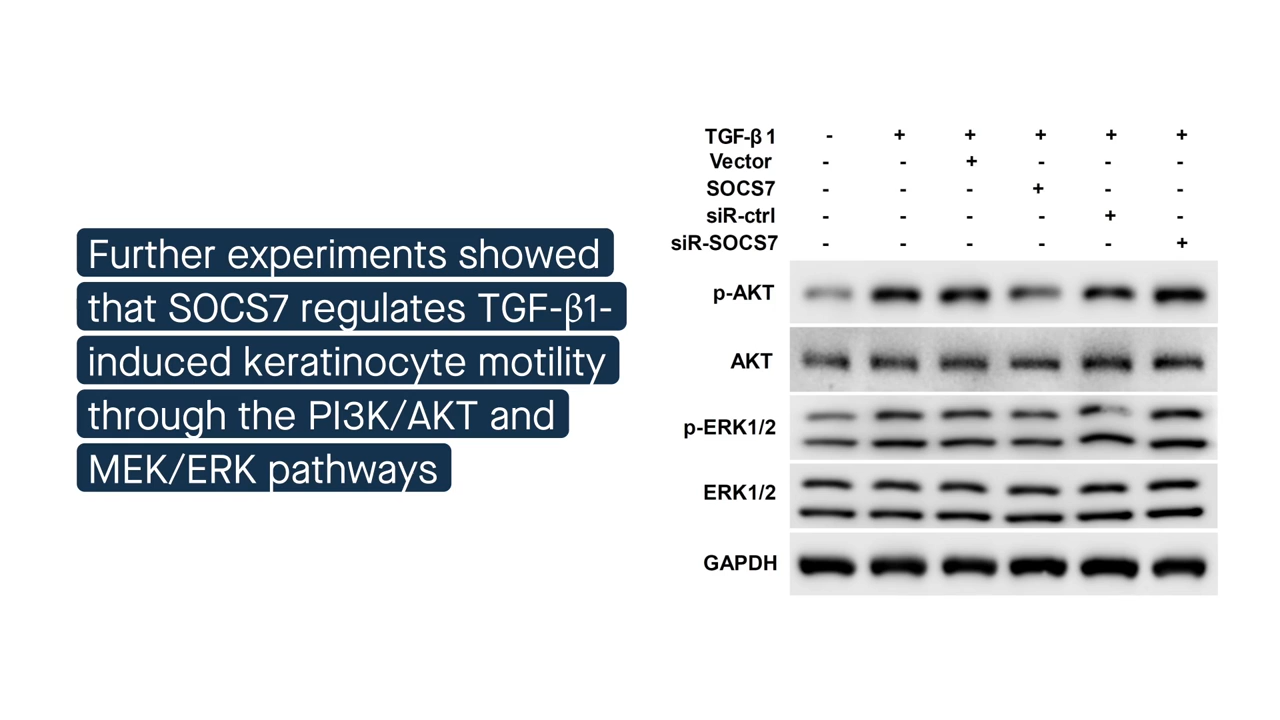 Further experiments showed
that SOCS7 regulates TGF-β1-
induced keratinocyte motility
through the PI3K/AKT and
MEK/ERK pathways
TGF-β1 - + + + + +
Vector - - + - - -
SOCS7 - - - + - -
siR-ctrl - - - - + -
siR-SOCS7 - - - - - +
p-AKT
AKT
p-ERK1/2
ERK1/2
GAPDH